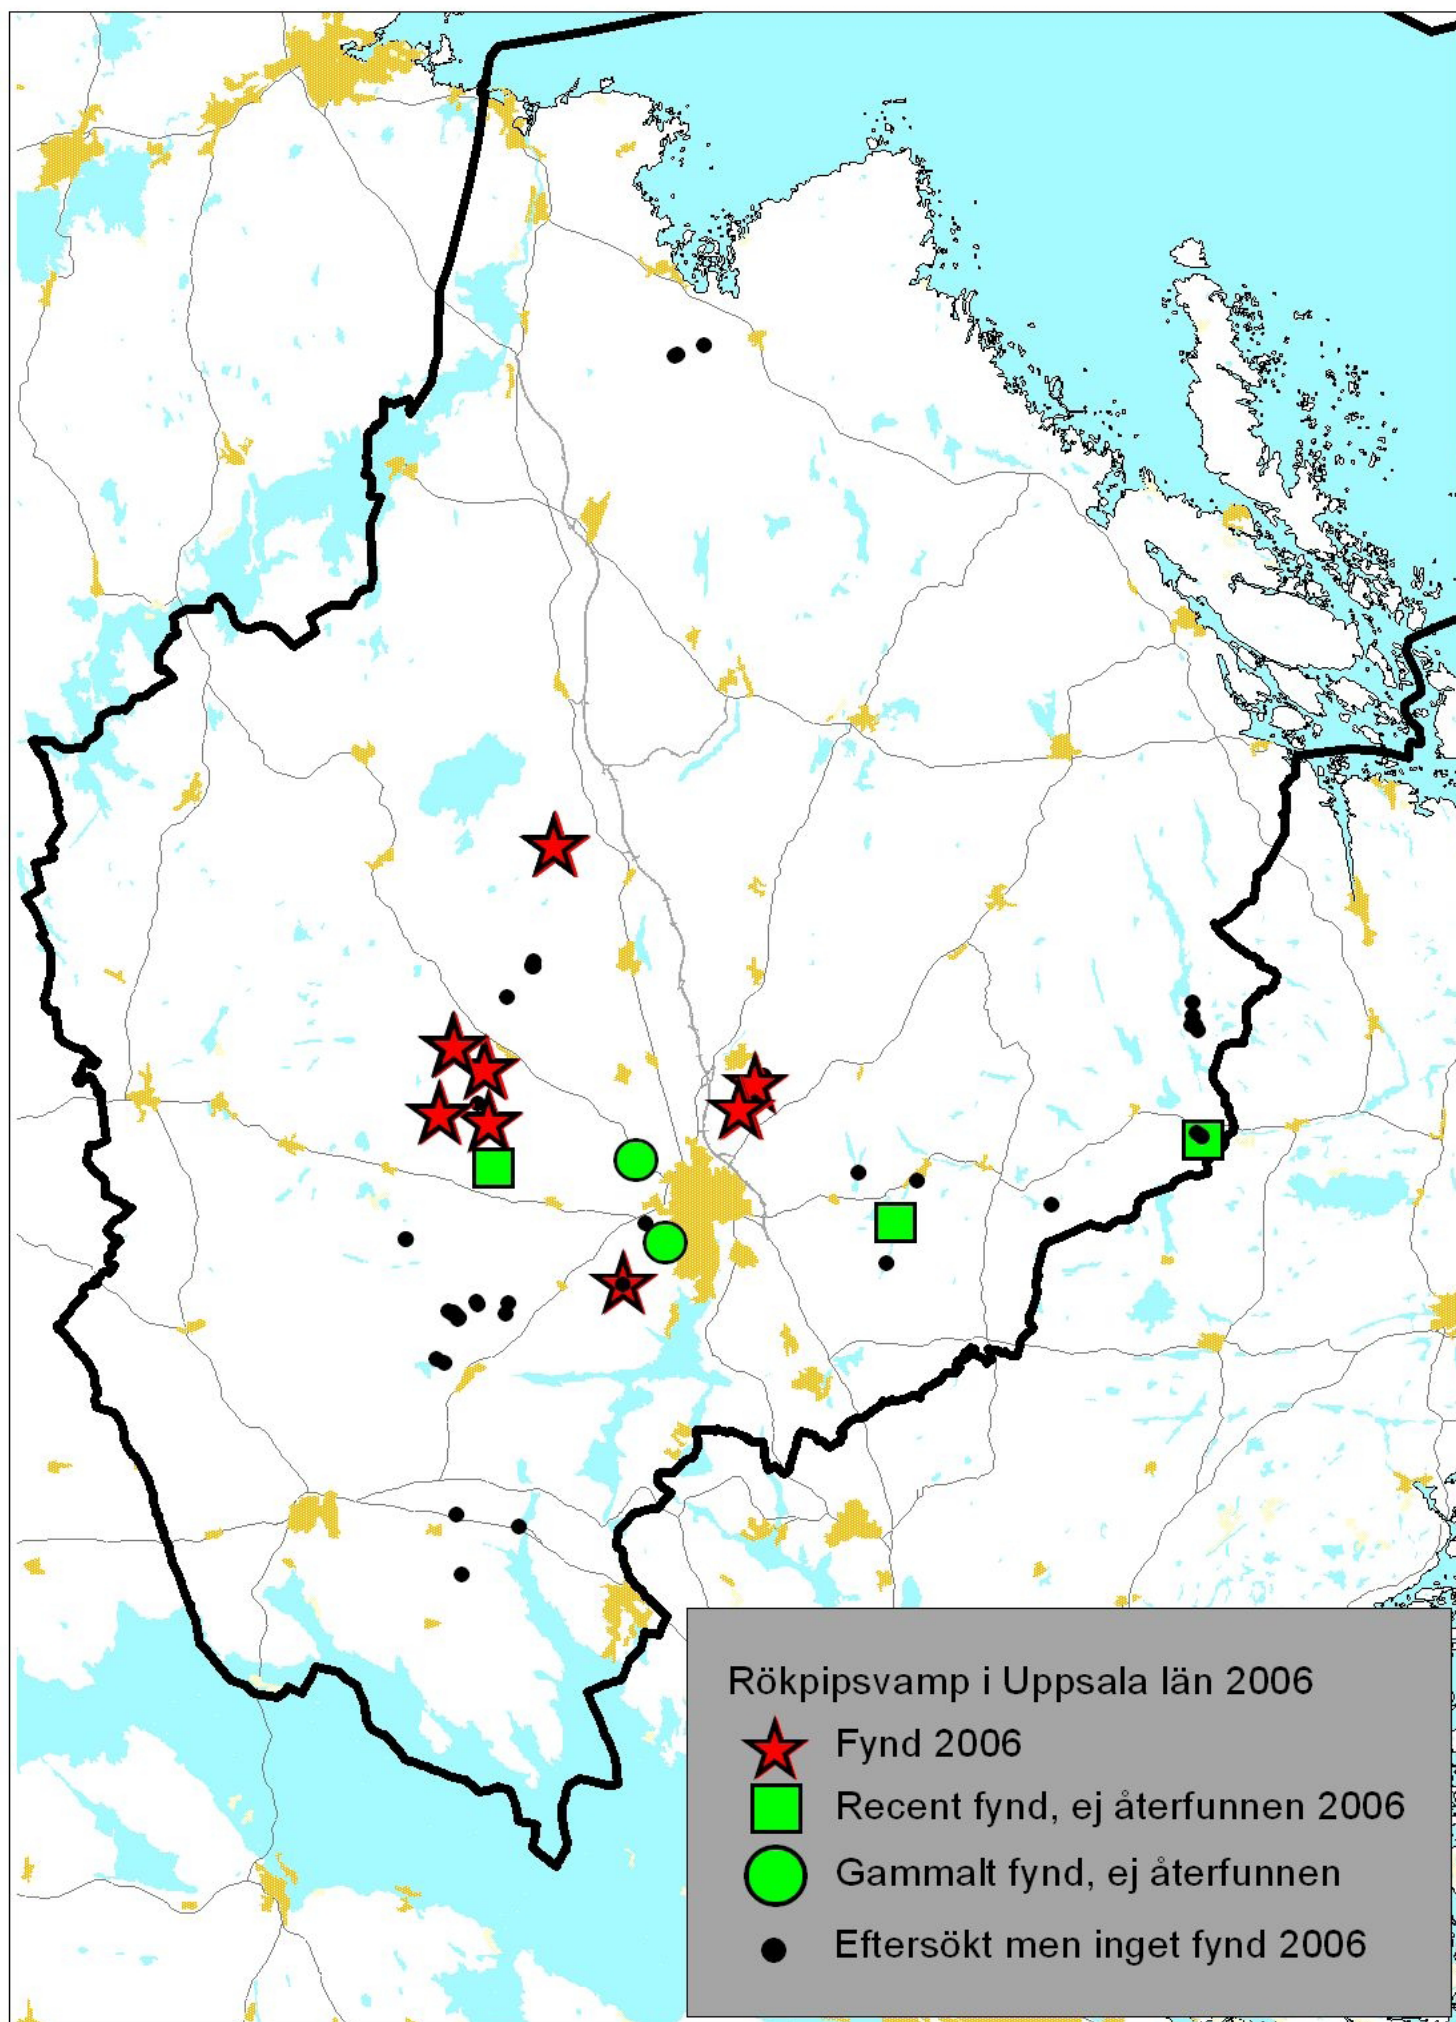 Rökpipsvamp i Uppsala län 2006
Fynd 2006
Recent fynd, ej återfunnen 2006
Gammalt fynd, ej återfunnen
Eftersökt men inget fynd 2006